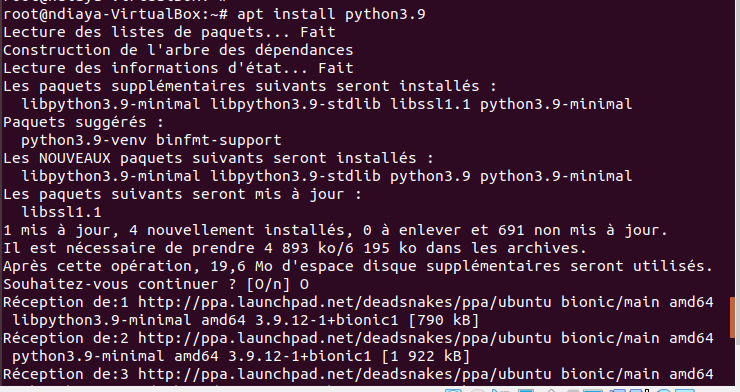 root@ndiaya-VirtualBox:~# apt install python3.9
Lecture des listes de paquets... Fait
Construction de l'arbre des dépendances
Lecture des informations d'état... Fait
Les paquets supplémentaires suivants seront installés :
  libpython3.9-minimal libpython3.9-stdlib libssl1.1 python3.9-minimal
Paquets suggérés :
  python3.9-venv binfmt-support
Les NOUVEAUX paquets suivants seront installés :
  libpython3.9-minimal libpython3.9-stdlib python3.9 python3.9-minimal
Les paquets suivants seront mis à jour :
  libssl1.1
1 mis à jour, 4 nouvellement installés, 0 à enlever et 691 non mis à jour.
Il est nécessaire de prendre 4 893 ko/6 195 ko dans les archives.
Après cette opération, 19,6 Mo d'espace disque supplémentaires seront utilisés.
Souhaitez-vous continuer ? [O/n] O
Réception de:1 http://ppa.launchpad.net/deadsnakes/ppa/ubuntu bionic/main amd64
 libpython3.9-minimal amd64 3.9.12-1+bionic1 [790 kB]
Réception de:2 http://ppa.launchpad.net/deadsnakes/ppa/ubuntu bionic/main amd64
 python3.9-minimal amd64 3.9.12-1+bionic1 [1 922 kB]
Réception de:3 http://ppa.launchpad.net/deadsnakes/ppa/ubuntu bionic/main amd64